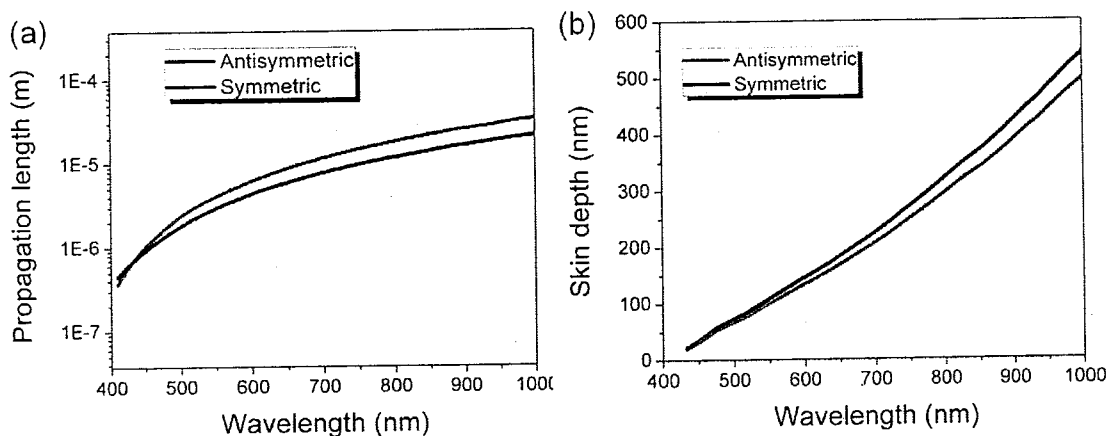 (a)
Propagation length (m)
1E-4
1E-5
1E-6
1E-7
Antisymmetric
Symmetric
400 500 600 700 800 900 1000
Wavelength (nm)
(b)
Skin depth (nm)
600
500
400
300
200
100
0
Antisymmetric
Symmetric
400 500 600 700 800 900 1000
Wavelength (nm)